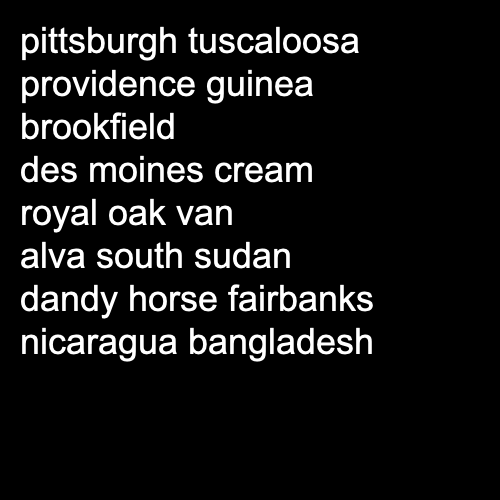 pittsburgh tuscaloosa
providence guinea
brookfield
des moines cream
royal oak van
alva south sudan
dandy horse fairbanks
nicaragua bangladesh